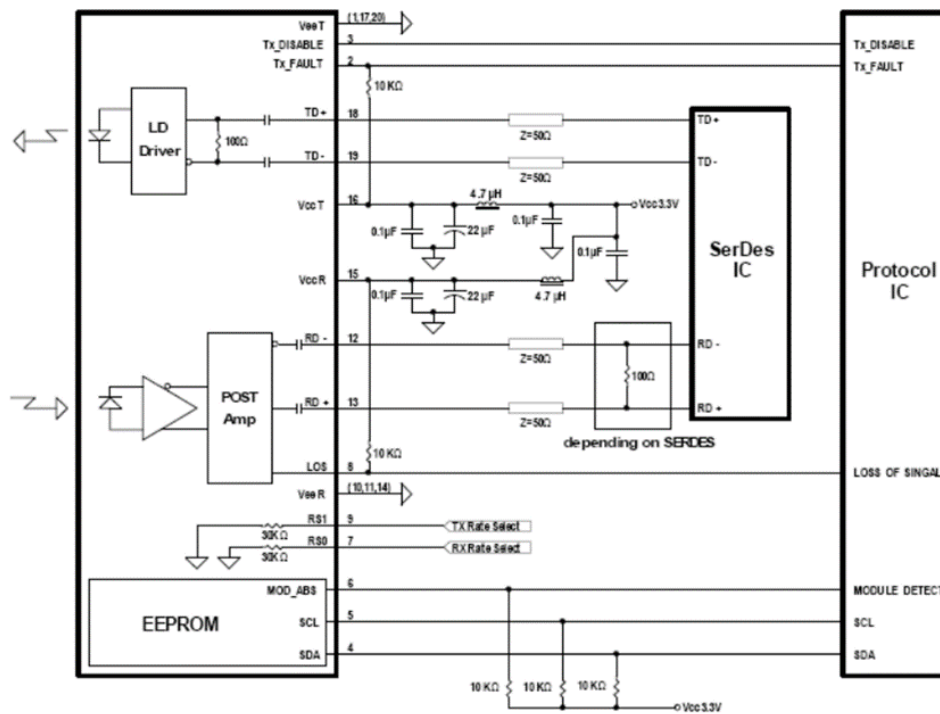 VeeT (1,17,20)
Tx_DISABLE 3 Tx_DISABLE
Tx_FAULT 2 Tx_FAULT
10 KΩ
LD
Driver
100Ω
TD+ 18 TD+
Z=50Ω
TD- 19 TD-
Z=50Ω
4.7 µH
VccT 16 Vcc3.3V
0.1µF 22 µF 0.1µF 0.1µF
SerDes
IC
Protocol
IC
VccR 15
0.1µF 22 µF 4.7 µH
RD - 12 RD -
Z=50Ω
100Ω
POST
Amp
RD + 13 RD +
Z=50Ω
depending on SERDES
10 KΩ
LOS 8 LOSS OF SINGAL
VeeR (10,11,14)
RS1 9 TX Rate Select
30KΩ
RS0 7 RX Rate Select
30KΩ
MOD_ABS 6 MODULE DETECT
EEPROM
SCL 5 SCL
SDA 4 SDA
10 KΩ 10 KΩ 10 KΩ
Vcc3.3V